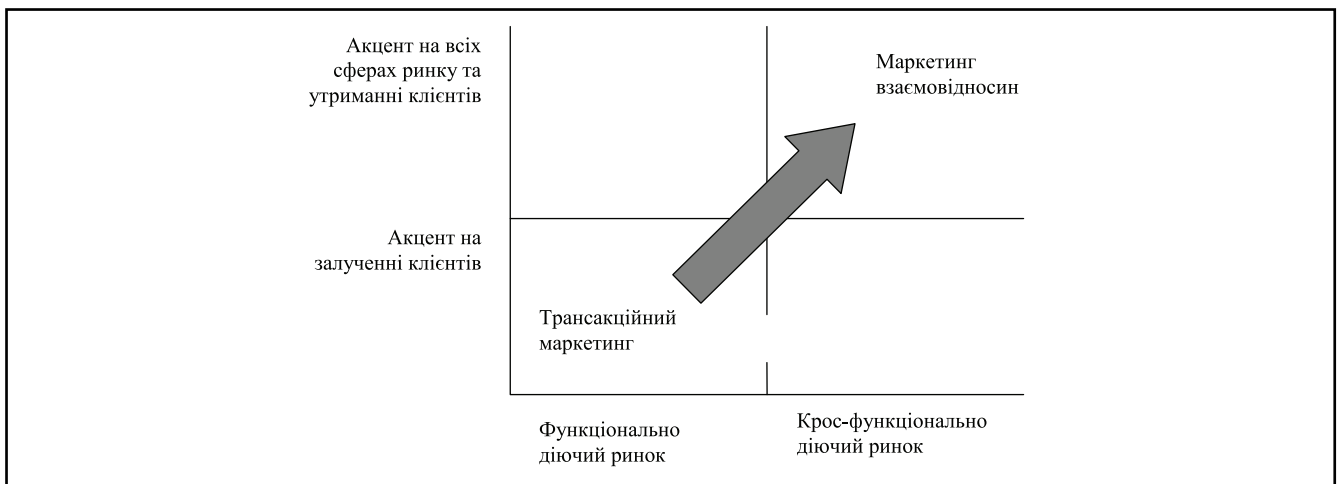 Акцент на всіх
сферах ринку та
утриманні клієнтів
Маркетинг
взаємовідносин
Акцент на
залученні клієнтів
Трансакційний
маркетинг
Функціонально
діючий ринок
Крос-функціонально
діючий ринок